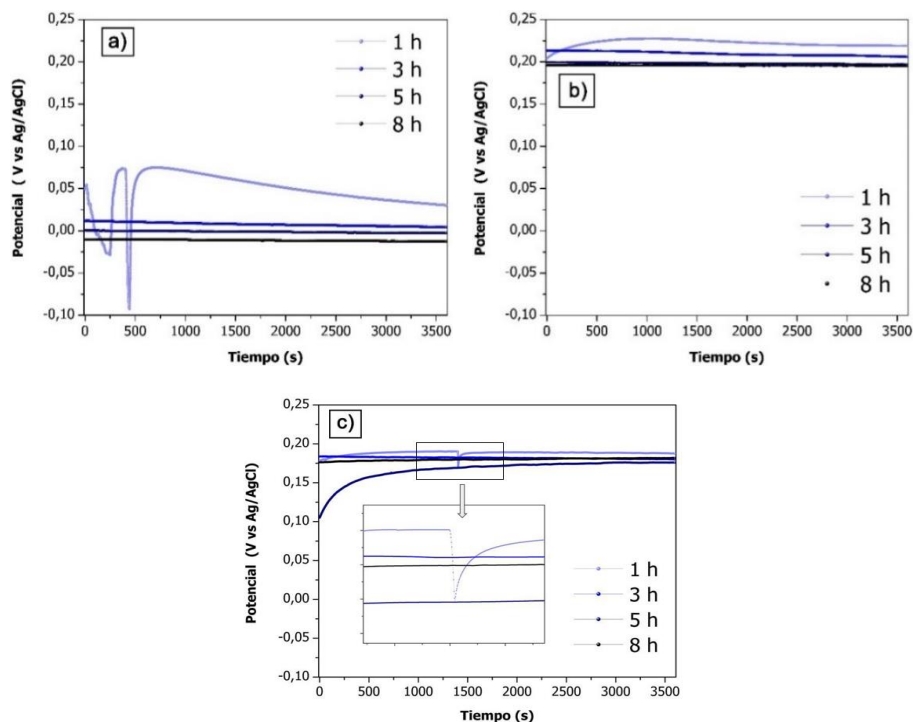 a)
0,25
0,20
0,15
0,10
0,05
0,00
-0,05
-0,10
Potencial ( V vs Ag/AgCl)
0 500 1000 1500 2000 2500 3000 3500
Tiempo (s)
1 h
3 h
5 h
8 h
b)
0,25
0,20
0,15
0,10
0,05
0,00
-0,05
-0,10
Potencial (V vs Ag/AgCl)
0 500 1000 1500 2000 2500 3000 3500
Tiempo (s)
1 h
3 h
5 h
8 h
c)
0,25
0,20
0,15
0,10
0,05
0,00
-0,05
-0,10
Potencial (V vs Ag/AgCl)
0 500 1000 1500 2000 2500 3000 3500
Tiempo (s)
1 h
3 h
5 h
8 h